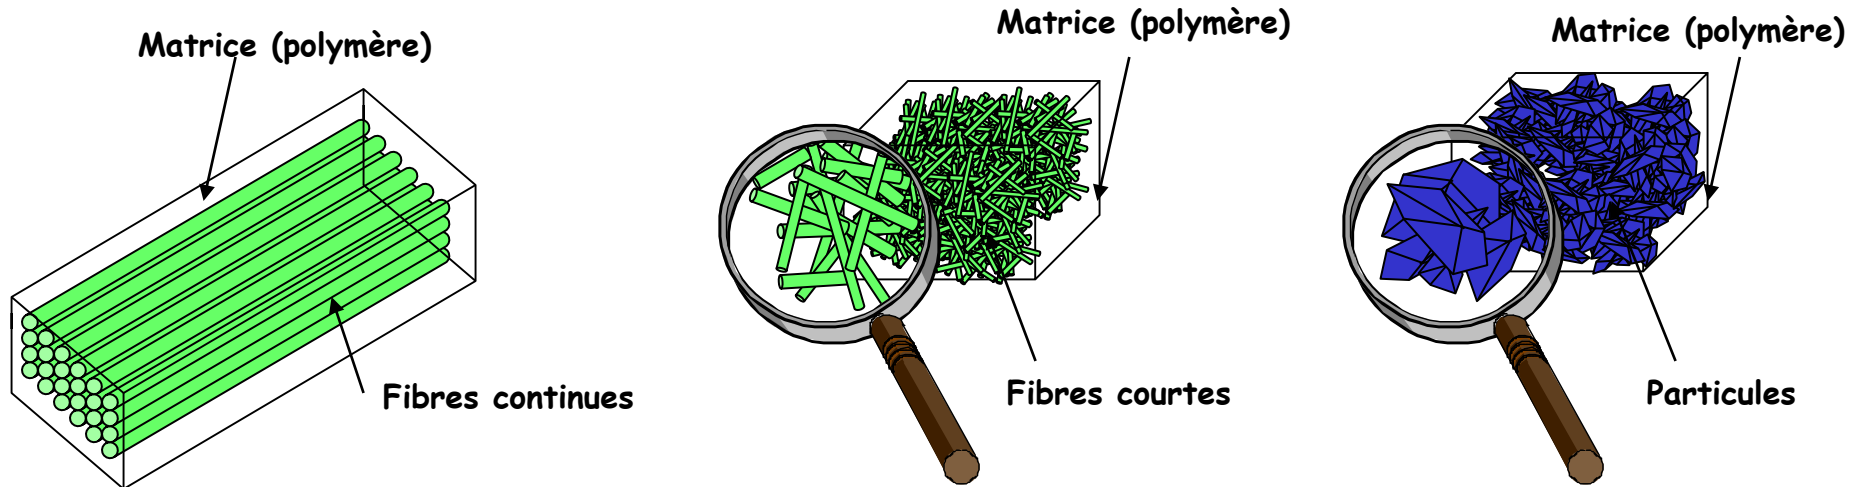 Matrice (polymère)
Fibres continues
Matrice (polymère)
Fibres courtes
Matrice (polymère)
Particules